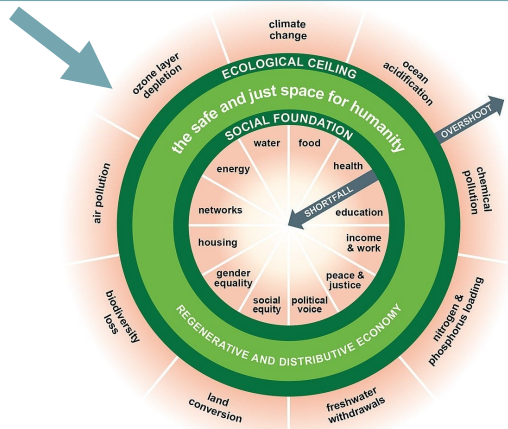 climate
change
ozone layer
depletion
ocean
acidification
ECOLOGICAL CEILING
the safe and just space for humanity
OVERSHOOT
SOCIAL FOUNDATION
water
food
energy
health
SHORTFALL
air pollution
chemical
pollution
networks
education
housing
income
& work
gender
equality
peace &
justice
social
equity
political
voice
biodiversity
loss
nitrogen &
phosphorus loading
REGENERATIVE AND DISTRIBUTIVE ECONOMY
land
conversion
freshwater
withdrawals